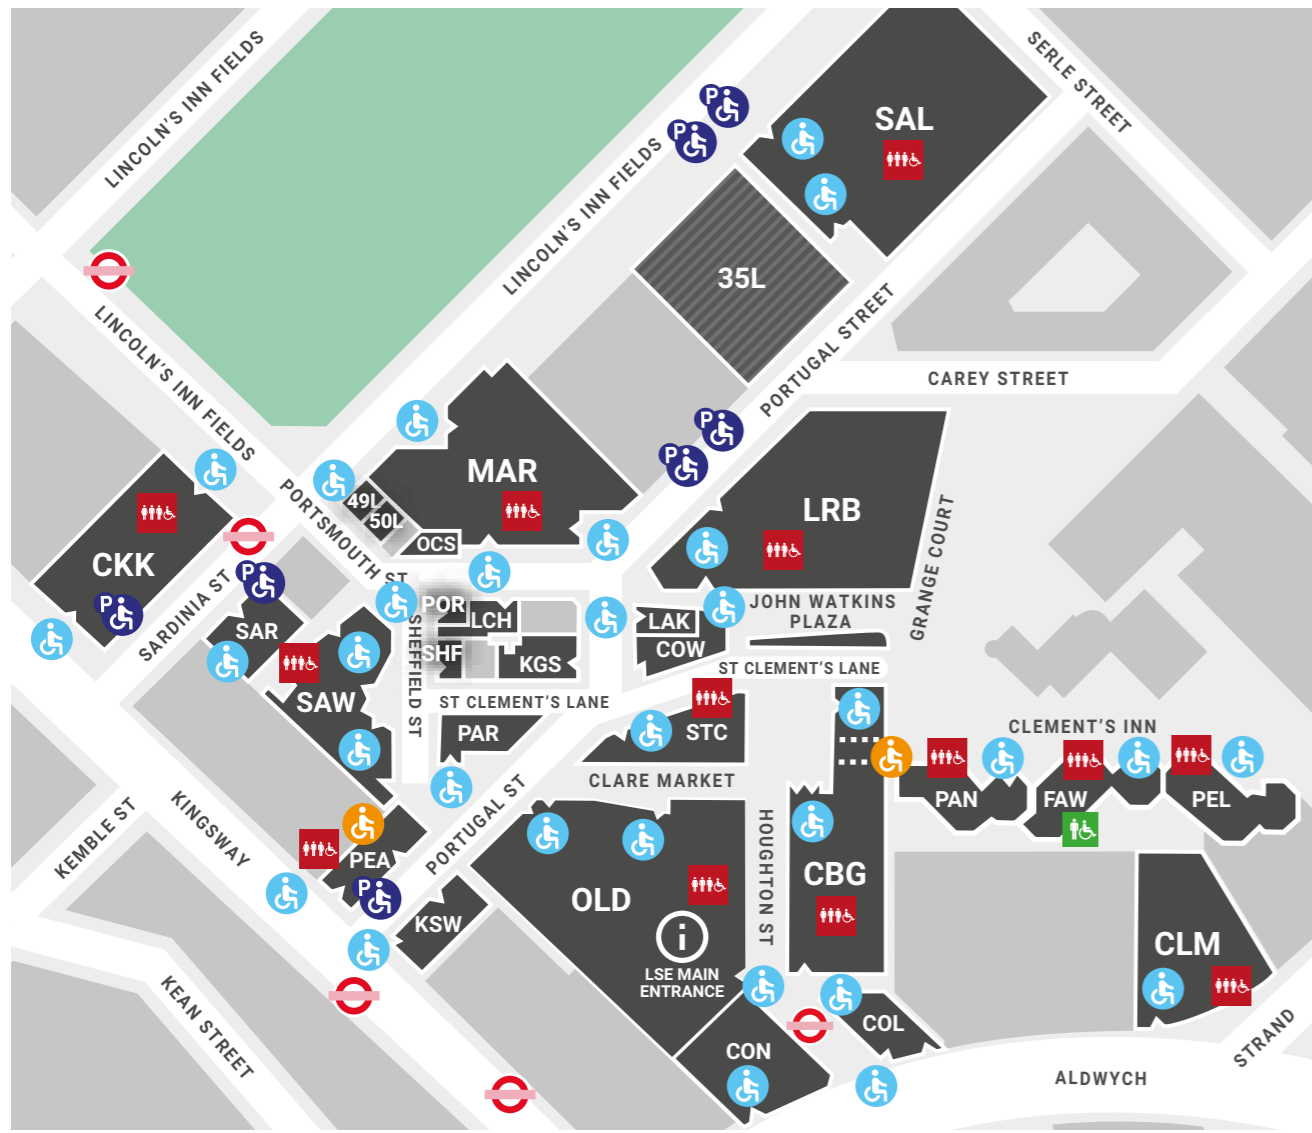 LINCOLN'S INN FIELDS
SERLE STREET
P
P
SAL
LINCOLN'S INN FIELDS
35L
PORTUGAL STREET
LINCOLN'S INN FIELDS
CAREY STREET
P
P
MAR
49L
50L
OCS
PORTSMOUTH ST
LRB
GRANGE COURT
CKK
P
P
SARDINIA ST
SAR
POR
LCH
SHF
KGS
SHEFFIELD ST
LAK
COW
JOHN WATKINS
PLAZA
ST CLEMENT'S LANE
SAW
ST CLEMENT'S LANE
PAR
STC
CLEMENT'S INN
CLARE MARKET
PAN
FAW
PEL
KEMBLE ST
KINGSWAY
PORTUGAL ST
HOUGHTON ST
PEA
P
CBG
OLD
KSW
i
LSE MAIN
ENTRANCE
CLM
KEAN STREET
COL
CON
STRAND
ALDWYCH